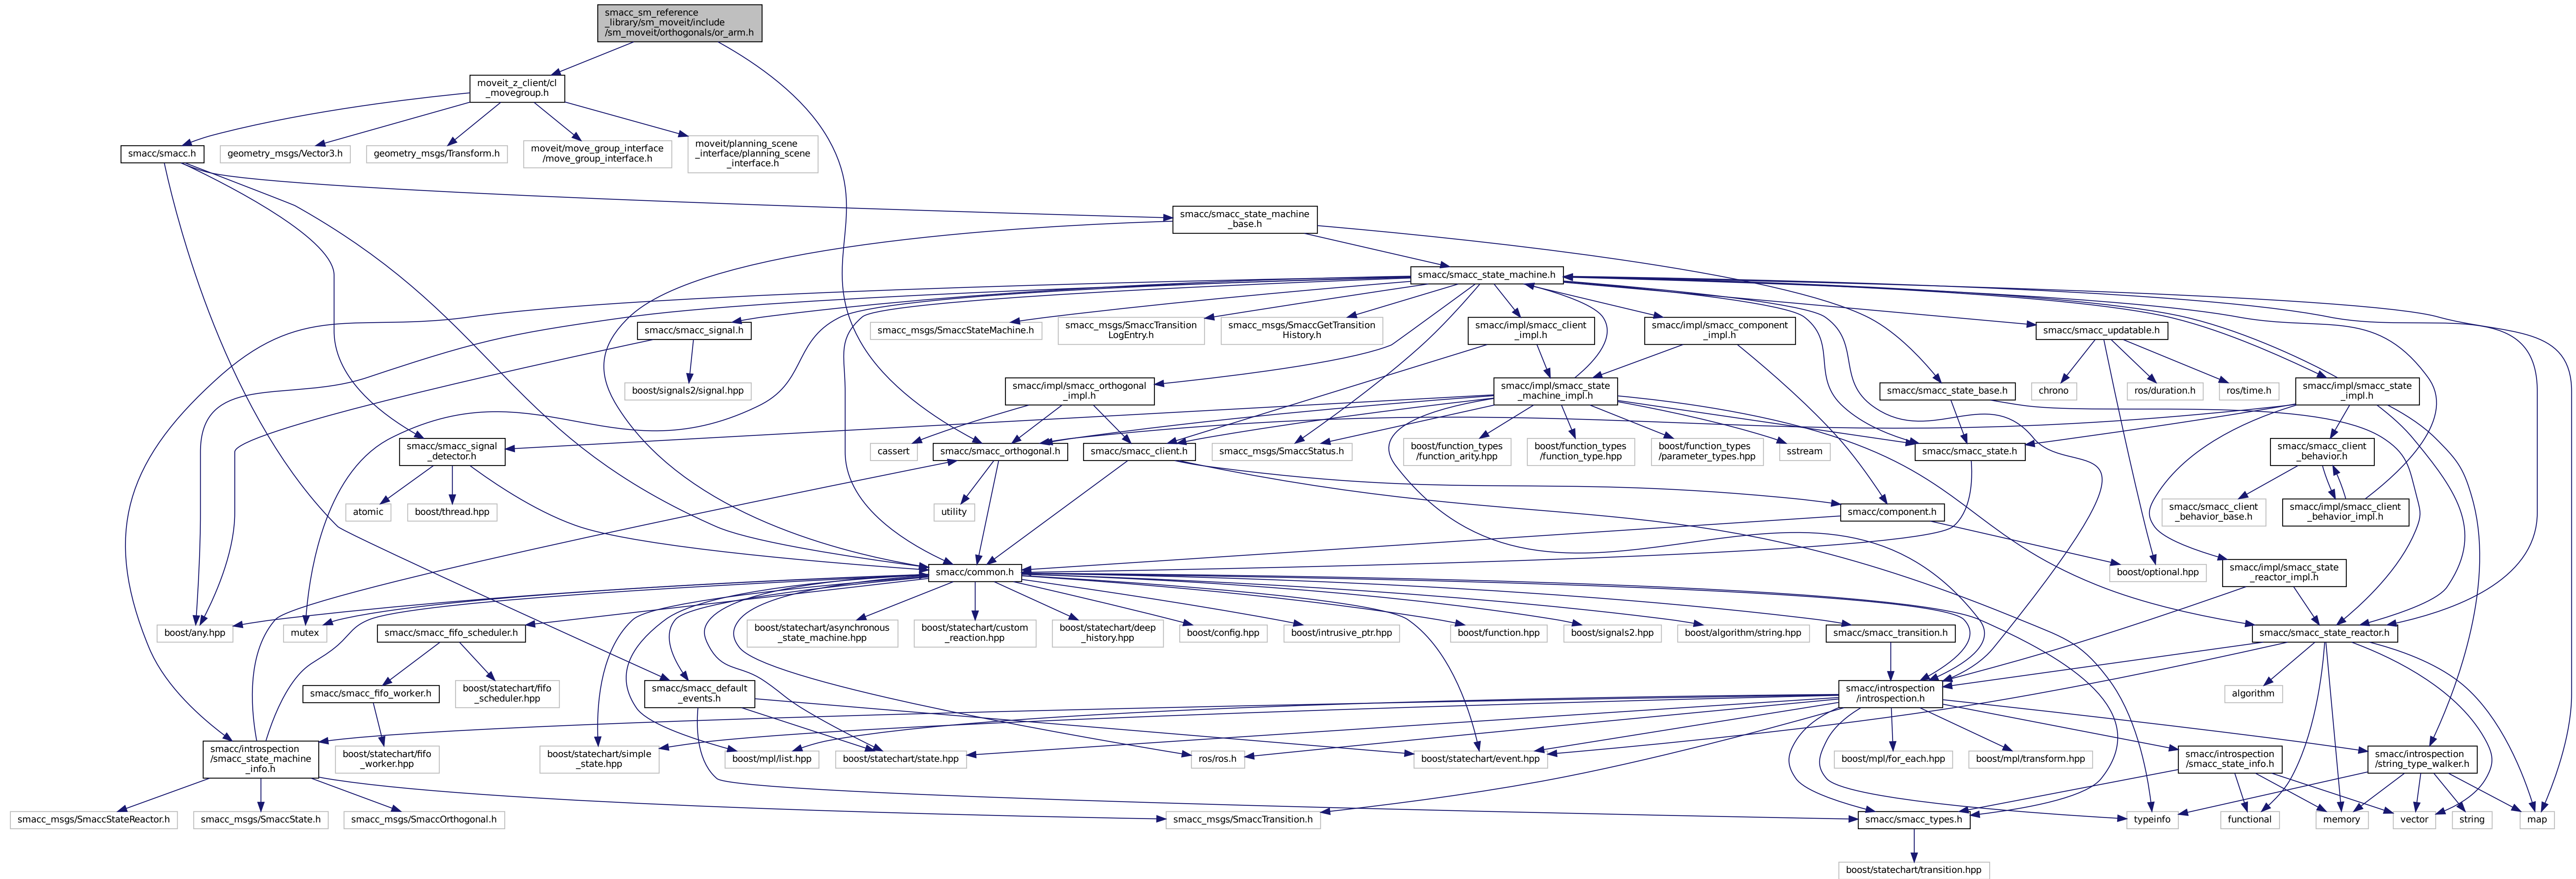 smacc_sm_reference
_library/sm_moveit/include
/sm_moveit/orthogonals/or_arm.h
moveit_z_client/cl
_movegroup.h
smacc/smacc.h
geometry_msgs/Vector3.h
geometry_msgs/Transform.h
moveit/move_group_interface
/move_group_interface.h
moveit/planning_scene
_interface/planning_scene
_interface.h
smacc/smacc_state_machine
_base.h
smacc/smacc_state_machine.h
smacc/smacc_signal.h
smacc_msgs/SmaccStateMachine.h
smacc_msgs/SmaccTransition
LogEntry.h
smacc_msgs/SmaccGetTransition
History.h
smacc/impl/smacc_client
_impl.h
smacc/impl/smacc_component
_impl.h
smacc/smacc_updatable.h
boost/signals2/signal.hpp
smacc/impl/smacc_orthogonal
_impl.h
smacc/impl/smacc_state
_machine_impl.h
smacc/smacc_state_base.h
chrono
ros/duration.h
ros/time.h
smacc/impl/smacc_state
_impl.h
smacc/smacc_signal
_detector.h
cassert
smacc/smacc_orthogonal.h
smacc/smacc_client.h
smacc_msgs/SmaccStatus.h
boost/function_types
/function_arity.hpp
boost/function_types
/function_type.hpp
boost/function_types
/parameter_types.hpp
sstream
smacc/smacc_state.h
smacc/smacc_client
_behavior.h
atomic
boost/thread.hpp
utility
smacc/component.h
smacc/smacc_client
_behavior_base.h
smacc/impl/smacc_client
_behavior_impl.h
smacc/common.h
boost/optional.hpp
smacc/impl/smacc_state
_reactor_impl.h
boost/any.hpp
mutex
smacc/smacc_fifo_scheduler.h
boost/statechart/asynchronous
_state_machine.hpp
boost/statechart/custom
_reaction.hpp
boost/statechart/deep
_history.hpp
boost/config.hpp
boost/intrusive_ptr.hpp
boost/function.hpp
boost/signals2.hpp
boost/algorithm/string.hpp
smacc/smacc_transition.h
smacc/smacc_state_reactor.h
smacc/smacc_fifo_worker.h
boost/statechart/fifo
_scheduler.hpp
smacc/smacc_default
_events.h
smacc/introspection
/introspection.h
algorithm
smacc/introspection
/smacc_state_machine
_info.h
boost/statechart/fifo
_worker.hpp
boost/statechart/simple
_state.hpp
boost/mpl/list.hpp
boost/statechart/state.hpp
ros/ros.h
boost/statechart/event.hpp
boost/mpl/for_each.hpp
boost/mpl/transform.hpp
smacc/introspection
/smacc_state_info.h
smacc/introspection
/string_type_walker.h
smacc_msgs/SmaccStateReactor.h
smacc_msgs/SmaccState.h
smacc_msgs/SmaccOrthogonal.h
smacc_msgs/SmaccTransition.h
smacc/smacc_types.h
typeinfo
functional
memory
vector
string
map
boost/statechart/transition.hpp